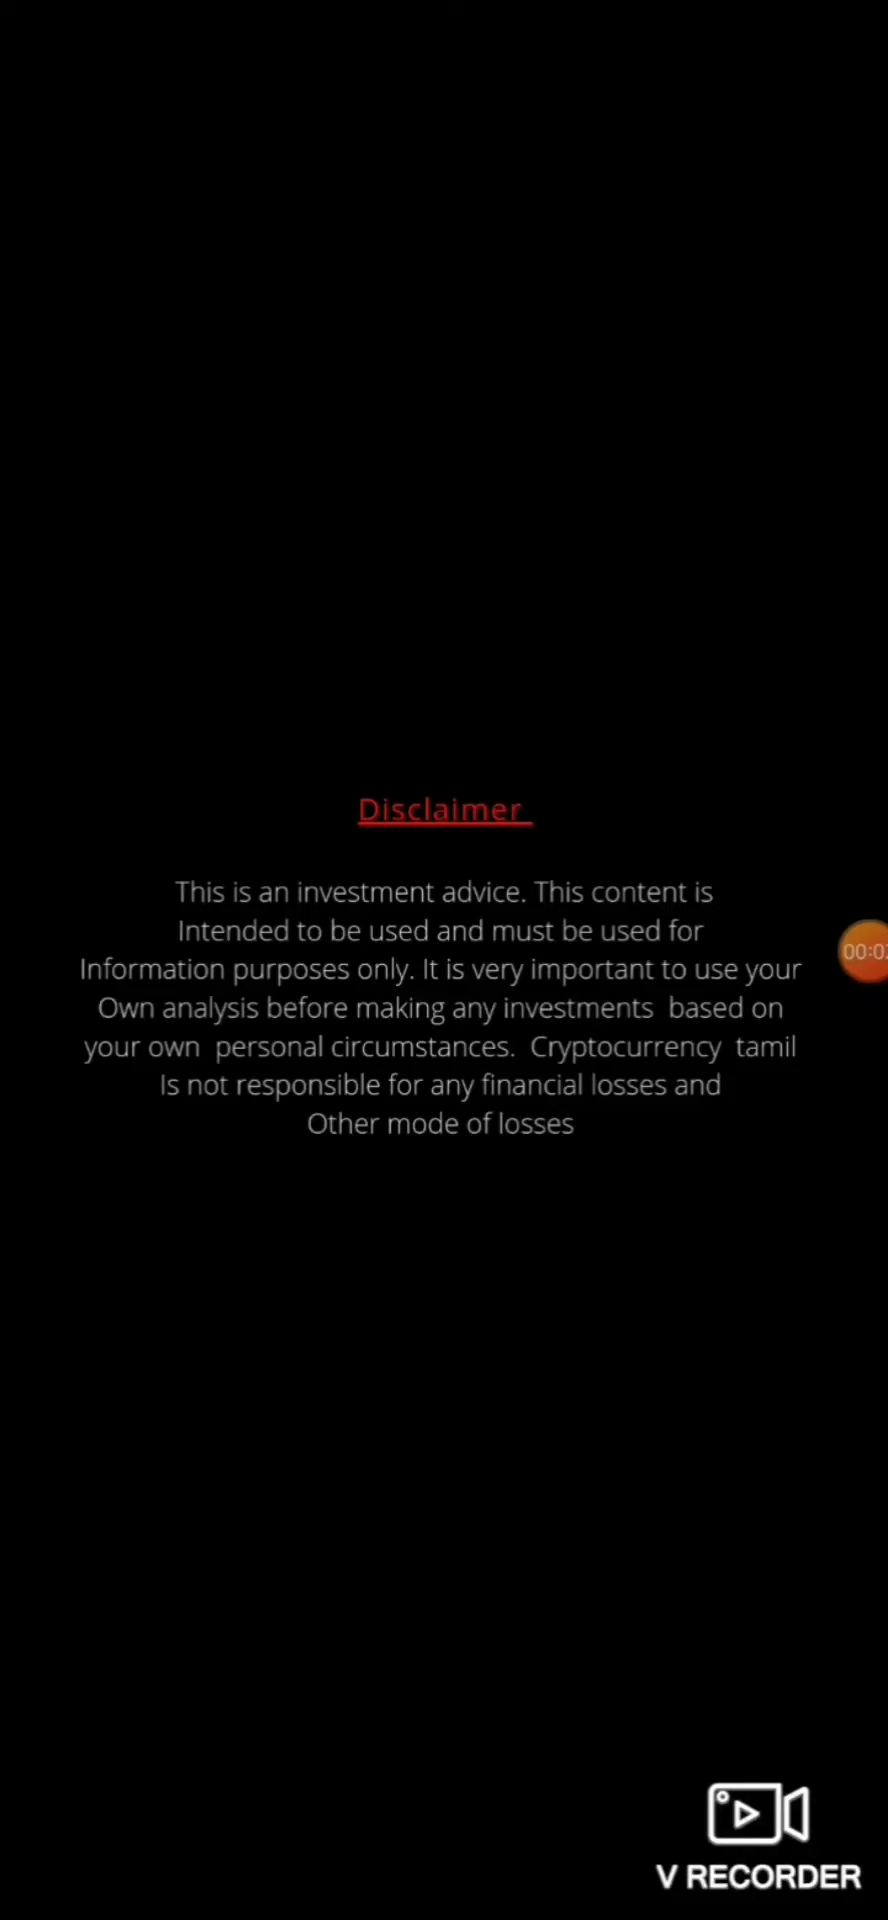 Disclaimer
This is an investment advice. This content is
Intended to be used and must be used for
Information purposes only. It is very important to use your
00:0
Own analysis before making any investments  based on
your own  personal circumstances.  Cryptocurrency  tamil
Is not responsible for any financial losses and
Other mode of losses
V RECORDER